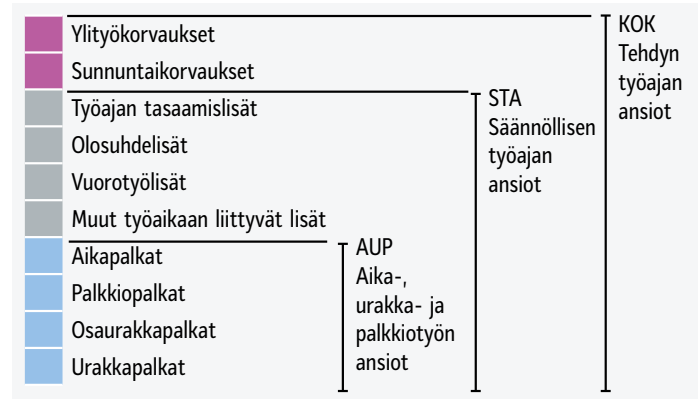 Ylityökorvaukset
Sunnuntaikorvaukset
Työajan tasaamislisät
Olosuhdelisät
Vuorotyölisät
Muut työaikaan liittyvät lisät
Aikapalkat
Palkkiopalkat
Osaurakkapalkat
Urakkapalkat
AUP
Aika-,
urakka- ja
palkkiotyön
ansiot
STA
Säännöllisen
työajan
ansiot
KOK
Tehdyn
työajan
ansiot